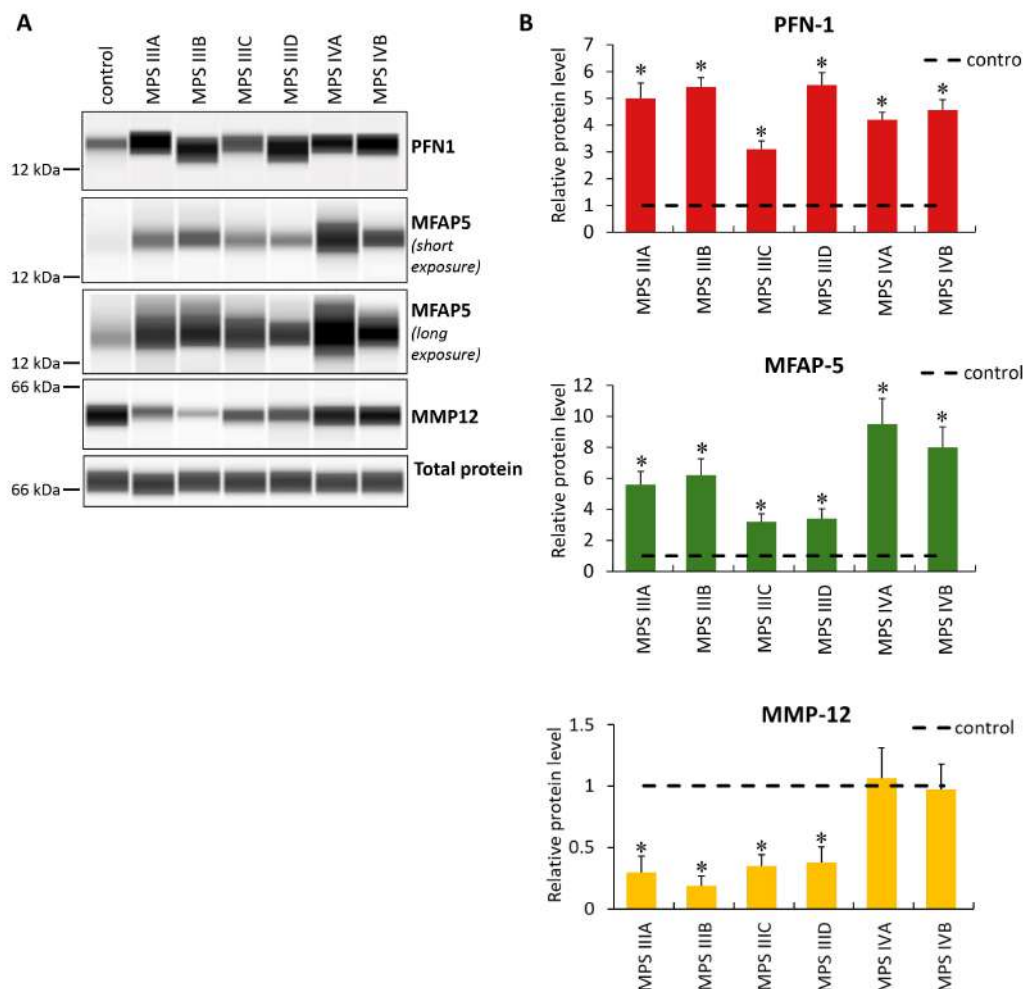 A
control
MPS IIIA
MPS IIIB
MPS IIIC
MPS IIID
MPS IVA
MPS IVB
PFN1
12 kDa
MFAP5
(short
exposure)
12 kDa
MFAP5
(long
exposure)
12 kDa
66 kDa
MMP12
Total protein
66 kDa
B
PFN-1
contro
Relative protein level
7
6
5
4
3
2
1
0
* * * * * *
MPS IIIA
MPS IIIB
MPS IIIC
MPS IIID
MPS IVA
MPS IVB
MFAP-5
control
Relative protein level
12
10
8
6
4
2
0
* * * * * *
MPS IIIA
MPS IIIB
MPS IIIC
MPS IIID
MPS IVA
MPS IVB
MMP-12
control
Relative protein level
1.5
1
0.5
0
* * * *
MPS IIIA
MPS IIIB
MPS IIIC
MPS IIID
MPS IVA
MPS IVB